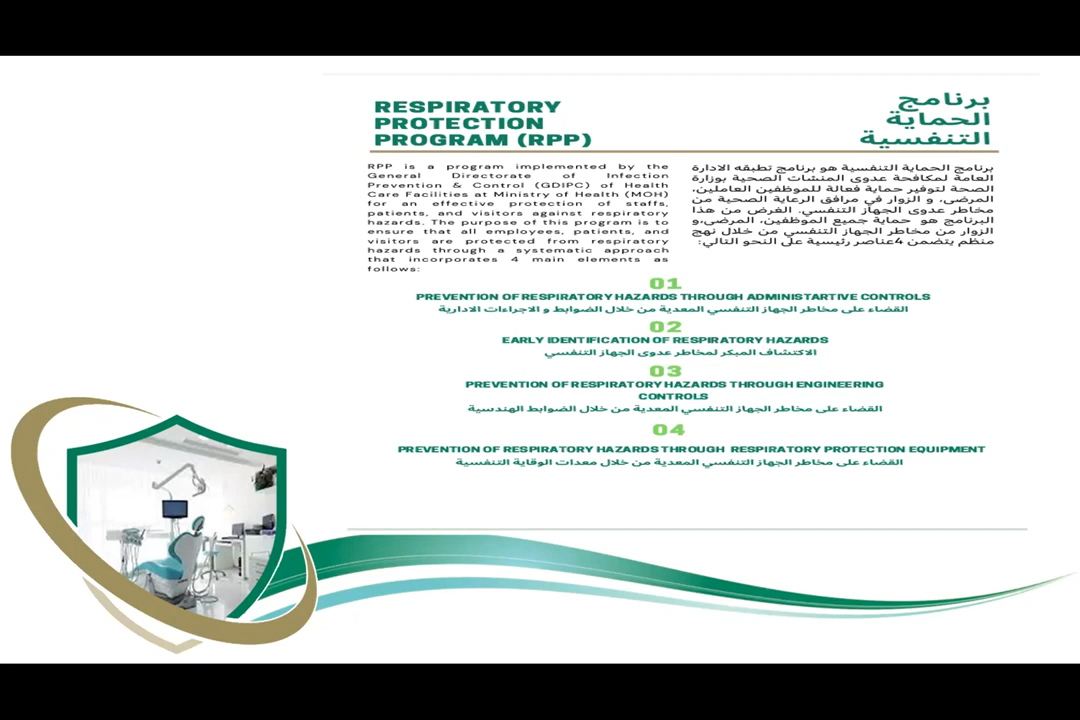 RESPIRATORY
PROTECTION
PROGRAM (RPP)
RPP is a program implemented by the
General Directorate of Infection
Prevention & Control (GDIPC) of Health
Care Facilities at Ministry of Health (MOH)
for an effective protection of staffs,
patients, and visitors against respiratory
hazards. The purpose of this program is to
ensure that all employees, patients, and
visitors are protected from respiratory
hazards through a systematic approach
that incorporates 4 main elements as
follows:
برنامج
الحماية
التنفسية
برنامج الحماية التنفسية هو برنامج تطبقه الادارة
العامة لمكافحة عدوى المنشات الصحية بوزارة
الصحة لتوفير حماية فعالة للموظفين العاملين،
المرضى، و الزوار في مرافق الرعاية الصحية من
مخاطر عدوى الجهاز التنفسي. الغرض من هذا
البرنامج هو حماية جميع الموظفين، المرضى،و
الزوار من مخاطر الجهاز التنفسي من خلال نهج
منظم يتضمن 4عناصر رئيسية على النحو التالي:
01
PREVENTION OF RESPIRATORY HAZARDS THROUGH ADMINISTARTIVE CONTROLS
القضاء على مخاطر الجهاز التنفسي المعدية من خلال الضوابط و الاجراءات الادارية
02
EARLY IDENTIFICATION OF RESPIRATORY HAZARDS
الاكتشاف المبكر لمخاطر عدوى الجهاز التنفسي
03
PREVENTION OF RESPIRATORY HAZARDS THROUGH ENGINEERING
CONTROLS
القضاء على مخاطر الجهاز التنفسي المعدية من خلال الضوابط الهندسية
04
PREVENTION OF RESPIRATORY HAZARDS THROUGH RESPIRATORY PROTECTION EQUIPMENT
القضاء على مخاطر الجهاز التنفسي المعدية من خلال معدات الوقاية التنفسية